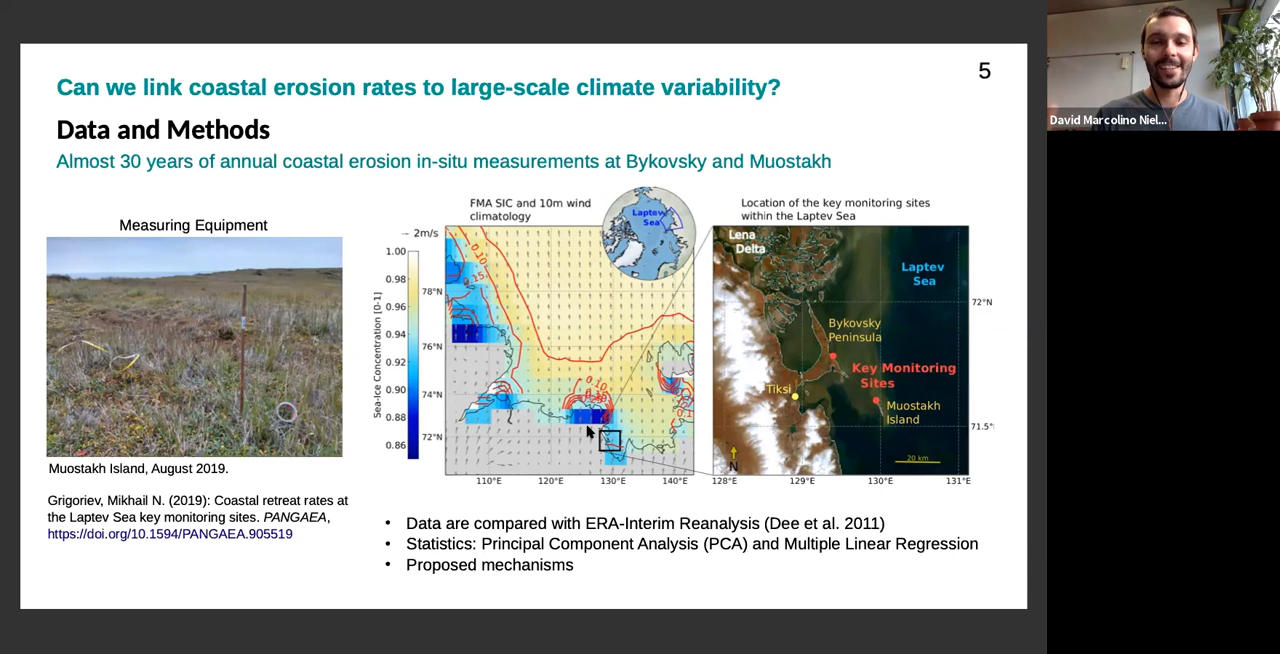 5
Can we link coastal erosion rates to large-scale climate variability?
Data and Methods
Almost 30 years of annual coastal erosion in-situ measurements at Bykovsky and Muostakh
Measuring Equipment
Muostakh Island, August 2019.
Grigoriev, Mikhail N. (2019): Coastal retreat rates at
the Laptev Sea key monitoring sites. PANGAEA,
https://doi.org/10.1594/PANGAEA.905519
FMA SIC and 10m wind
climatology
→ 2m/s
Laptev
Sea
Sea-Ice Concentration [0-1]
1.00
0.98
0.96
0.94
0.92
0.90
0.88
0.86
78°N
76°N
74°N
72°N
110°E 120°E 130°E 140°E
0.10
0.15
0.10
Location of the key monitoring sites
within the Laptev Sea
Lena
Delta
Laptev
Sea
Bykovsky
Peninsula
Key Monitoring
Sites
Tiksi
Muostakh
Island
N
20 km
72°N
71.5°
128°E 129°E 130°E 131°E
• Data are compared with ERA-Interim Reanalysis (Dee et al. 2011)
• Statistics: Principal Component Analysis (PCA) and Multiple Linear Regression
• Proposed mechanisms
David Marcolino Niel...